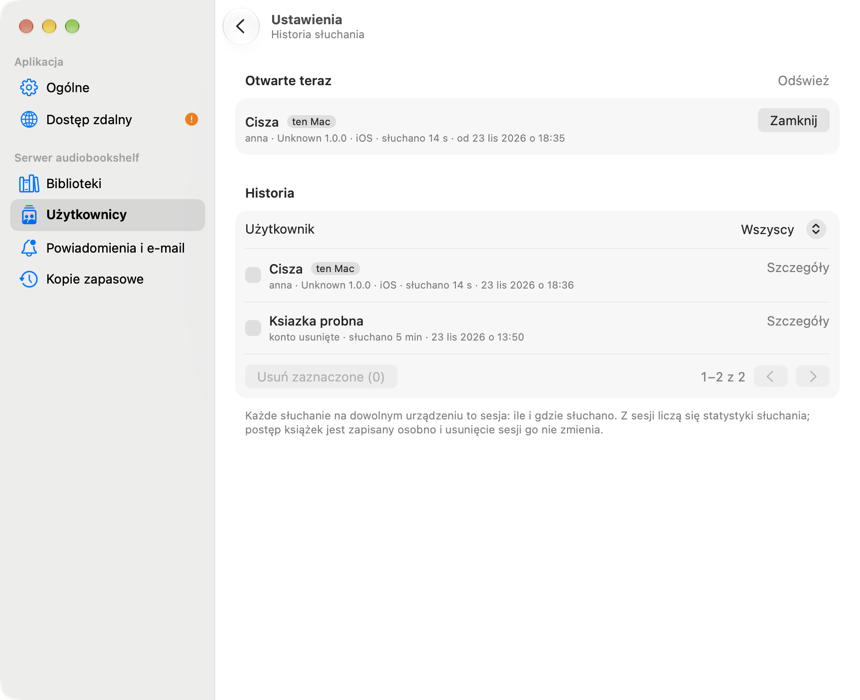 Ustawienia
Historia słuchania
Aplikacja
Ogólne
Dostęp zdalny
Serwer audiobookshelf
Biblioteki
Użytkownicy
Powiadomienia i e-mail
Kopie zapasowe
Otwarte teraz
Odśwież
Cisza ten Mac
anna · Unknown 1.0.0 · iOS · słuchano 14 s · od 23 lis 2026 o 18:35
Zamknij
Historia
Użytkownik
Wszyscy
Cisza ten Mac
anna · Unknown 1.0.0 · iOS · słuchano 14 s · 23 lis 2026 o 18:36
Szczegóły
Ksiazka probna
konto usunięte · słuchano 5 min · 23 lis 2026 o 13:50
Szczegóły
Usuń zaznaczone (0)
1–2 z 2
Każde słuchanie na dowolnym urządzeniu to sesja: ile i gdzie słuchano. Z sesji liczą się statystyki słuchania;
postęp książek jest zapisany osobno i usunięcie sesji go nie zmienia.